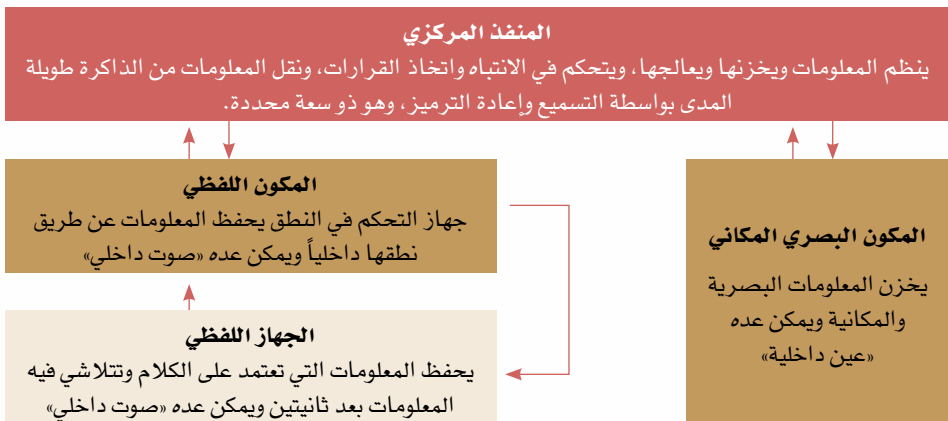 المنفذ المركزي
ينظم المعلومات ويخزنها ويعالجها، ويتحكم في الانتباه واتخاذ القرارات، ونقل المعلومات من الذاكرة طويلة
المدى بواسطة التسميع وإعادة الترميز، وهو ذو سعة محددة.
المكون البصري المكاني
يخزن المعلومات البصرية
والمكانية ويمكن عده
«عين داخلية»
المكون اللفظي
جهاز التحكم في النطق يحفظ المعلومات عن طريق
نطقها داخلياً ويمكن عده «صوت داخلي»
الجهاز اللفظي
يحفظ المعلومات التي تعتمد على الكلام وتتلاشي فيه
المعلومات بعد ثانيتين ويمكن عده «صوت داخلي»